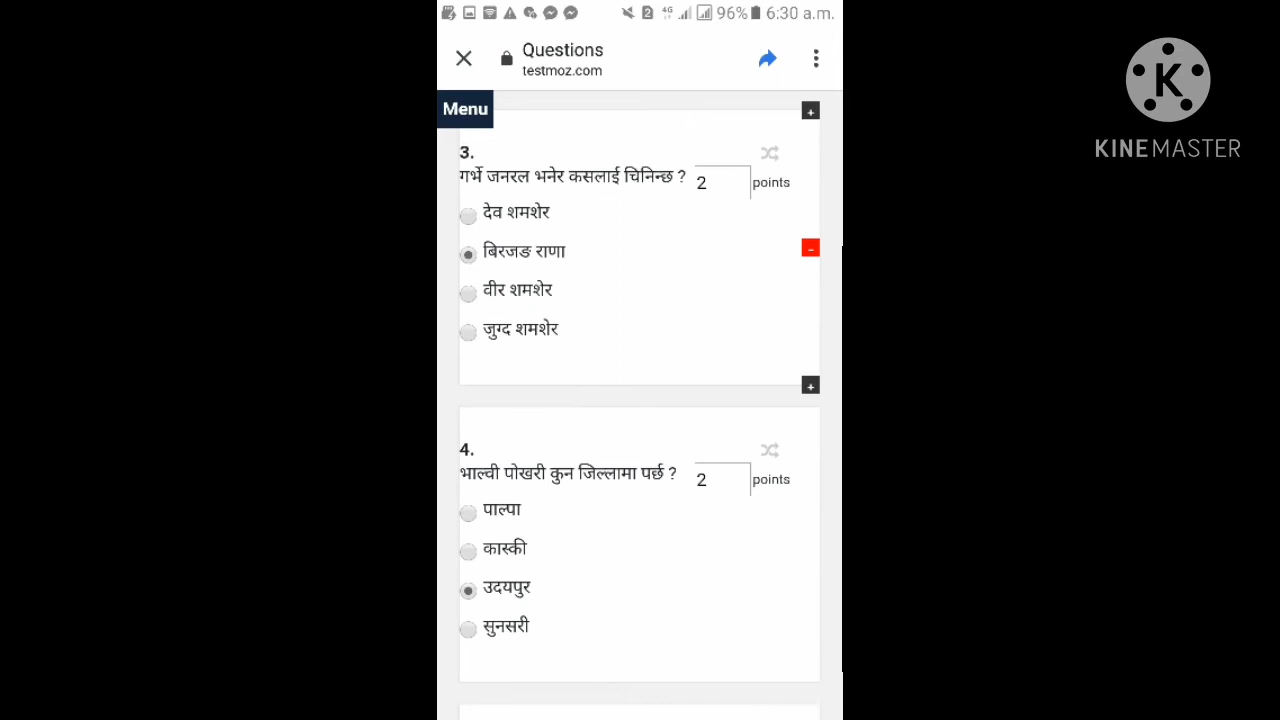 4G 96% 6:30 a.m.
Questions
testmoz.com
Menu
KINEMASTER
3.
गर्भे जनरल भनेर कसलाई चिनिन्छ ?
2 points
देव शमशेर
बिरजङ राणा
वीर शमशेर
जुग्द शमशेर
4.
भाल्वी पोखरी कुन जिल्लामा पर्छ ?
2 points
पाल्पा
कास्की
उदयपुर
सुनसरी